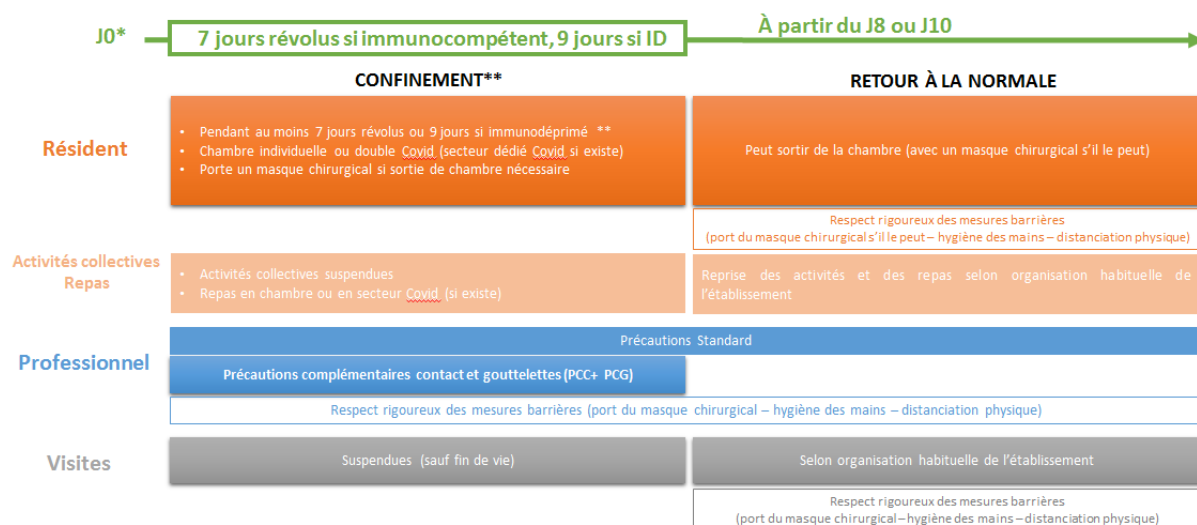 J0*
7 jours révolus si immunocompétent, 9 jours si ID
À partir du J8 ou J10
CONFINEMENT**
RETOUR À LA NORMALE
Résident
• Pendant au moins 7 jours révolus ou 9 jours si immunodéprimé **
• Chambre individuelle ou double Covid (secteur dédié Covid si existe)
• Porte un masque chirurgical si sortie de chambre nécessaire
Peut sortir de la chambre (avec un masque chirurgical s'il le peut)
Respect rigoureux des mesures barrières
(port du masque chirurgical s'il le peut – hygiène des mains – distanciation physique)
Activités collectives
Repas
• Activités collectives suspendues
• Repas en chambre ou en secteur Covid (si existe)
Reprise des activités et des repas selon organisation habituelle de
l'établissement
Professionnel
Précautions Standard
Précautions complémentaires contact et gouttelettes (PCC+ PCG)
Respect rigoureux des mesures barrières (port du masque chirurgical – hygiène des mains – distanciation physique)
Visites
Suspendues (sauf fin de vie)
Selon organisation habituelle de l'établissement
Respect rigoureux des mesures barrières
(port du masque chirurgical – hygiène des mains – distanciation physique)